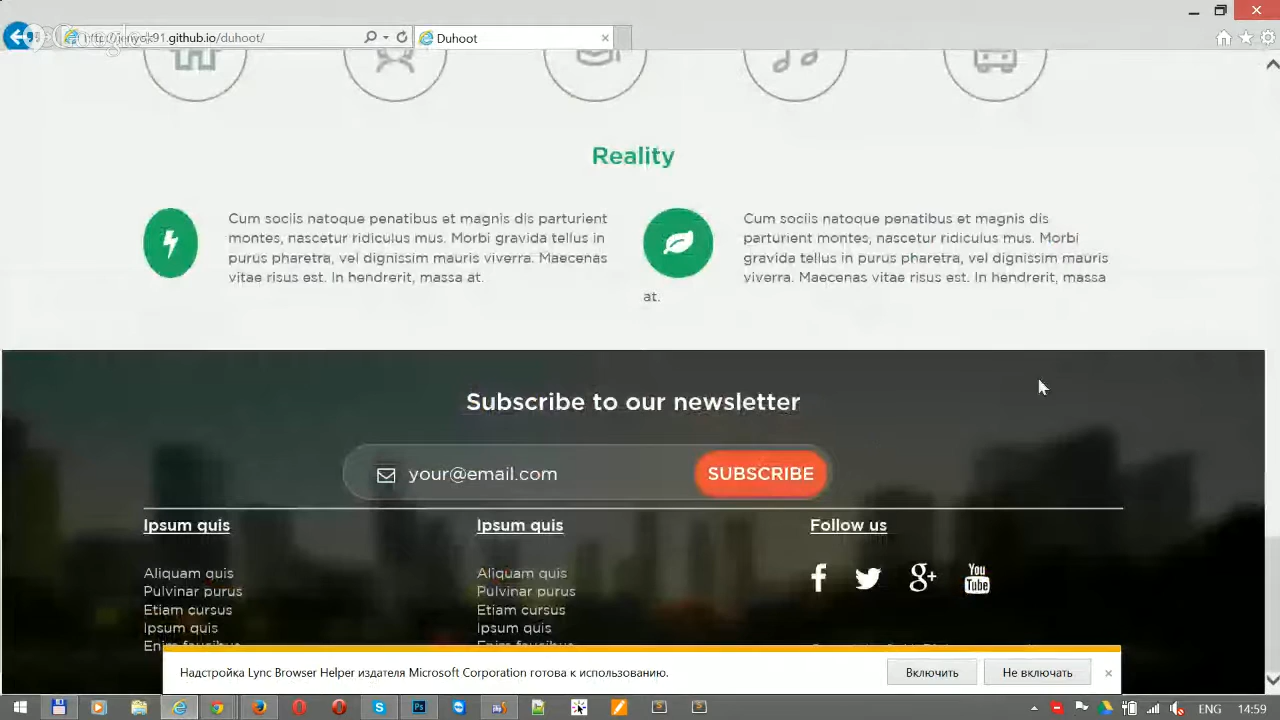 .github.io/duhoot/
Duhoot
Reality
Cum sociis natoque penatibus et magnis dis parturient
montes, nascetur ridiculus mus. Morbi gravida tellus in
purus pharetra, vel dignissim mauris viverra. Maecenas
vitae risus est. In hendrerit, massa at.
Cum sociis natoque penatibus et magnis dis
parturient montes, nascetur ridiculus mus. Morbi
gravida tellus in purus pharetra, vel dignissim mauris
viverra. Maecenas vitae risus est. In hendrerit, massa
at.
Subscribe to our newsletter
your@email.com
SUBSCRIBE
Ipsum quis
Aliquam quis
Pulvinar purus
Etiam cursus
Ipsum quis
Ipsum quis
Aliquam quis
Pulvinar purus
Etiam cursus
Ipsum quis
Follow us
You
Tube
Надстройка Lync Browser Helper издателя Microsoft Corporation готова к использованию.
Включить
Не включать
ENG
14:59